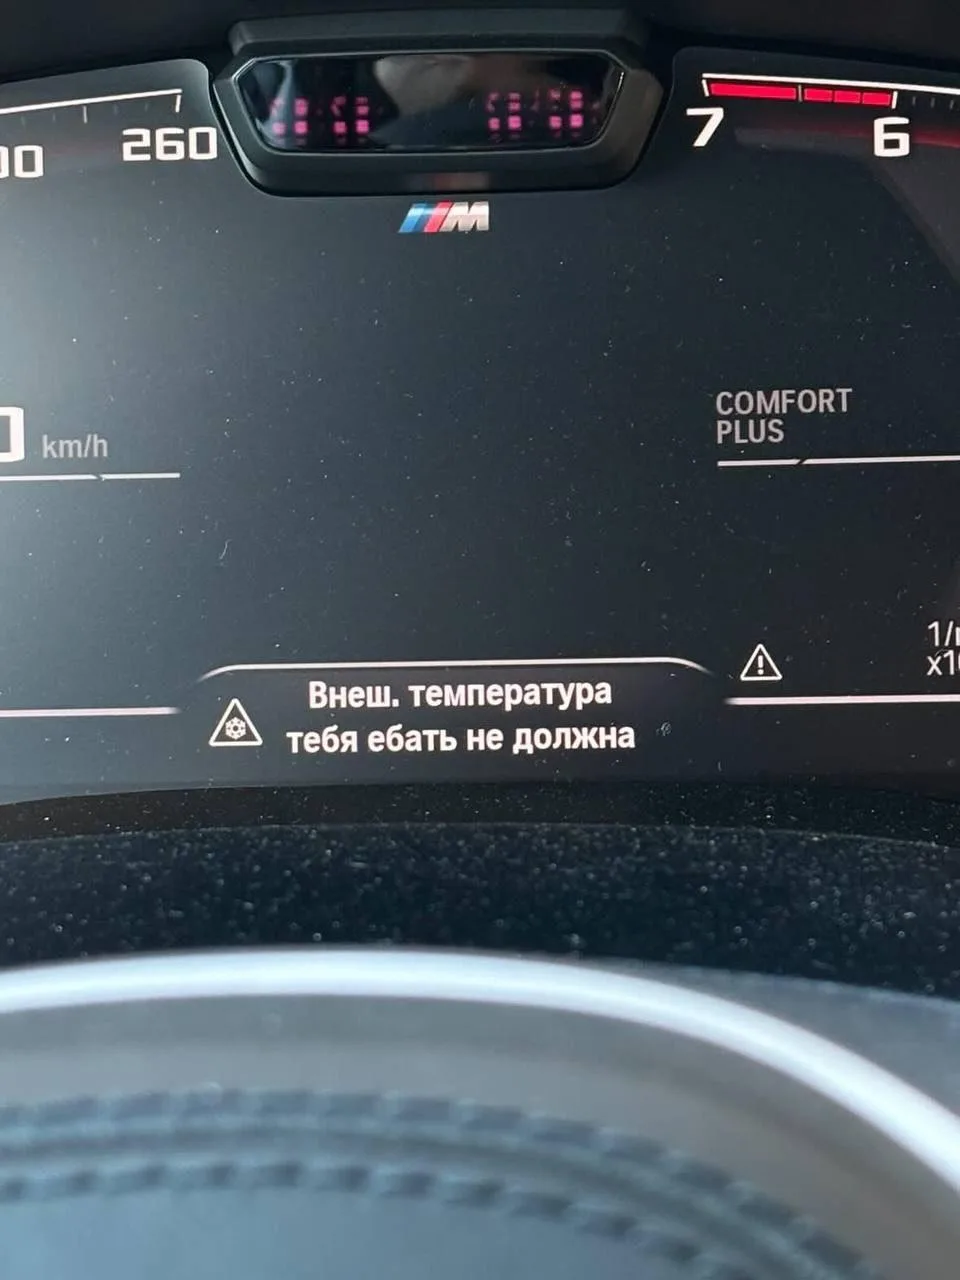 260
7
6
M
COMFORT
PLUS
km/h
Внеш. температура
тебя ебать не должна